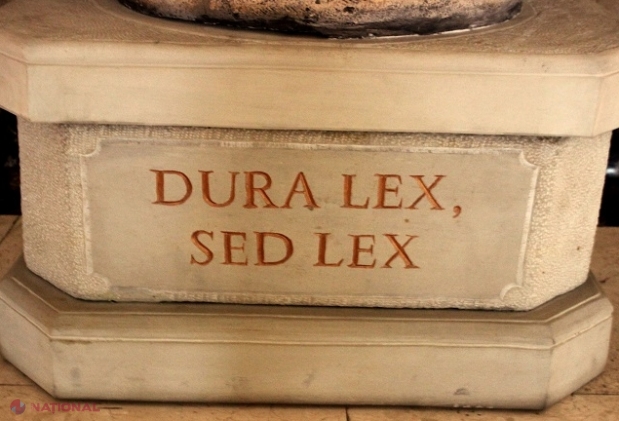 DURA LEX,
SED LEX
NATIONAL